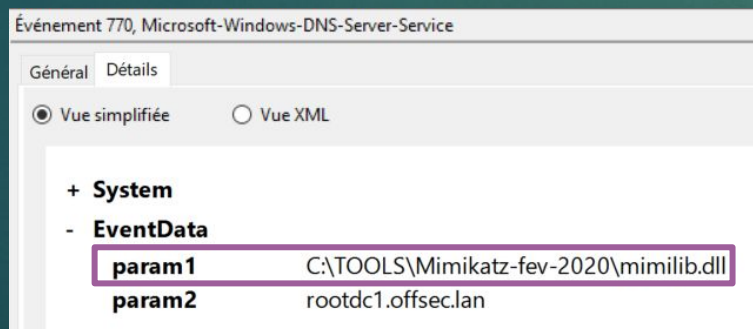 Événement 770, Microsoft-Windows-DNS-Server-Service
Général Détails
Vue simplifiée Vue XML
+ System
- EventData
param1 C:\TOOLS\Mimikatz-fev-2020\mimilib.dll
param2 rootdc1.offsec.lan